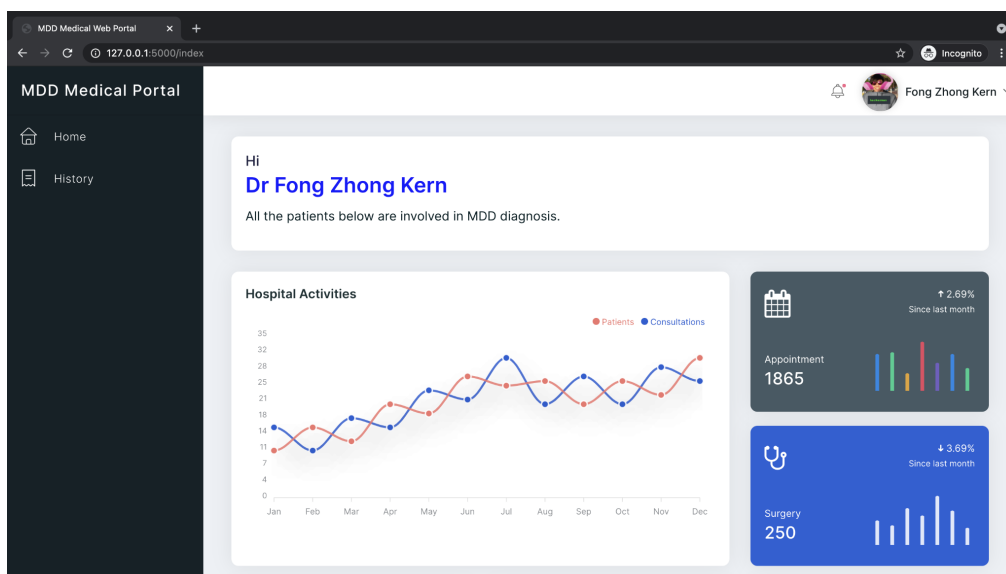 MDD Medical Web Portal
127.0.0.1:5000/index
Incognito
MDD Medical Portal
Fong Zhong Kern
Home
History
Hi
Dr Fong Zhong Kern
All the patients below are involved in MDD diagnosis.
Hospital Activities
Patients Consultations
35
32
28
25
21
18
14
11
7
4
0
Jan Feb Mar Apr May Jun Jul Aug Sep Oct Nov Dec
2.69%
Since last month
Appointment
1865
3.69%
Since last month
Surgery
250